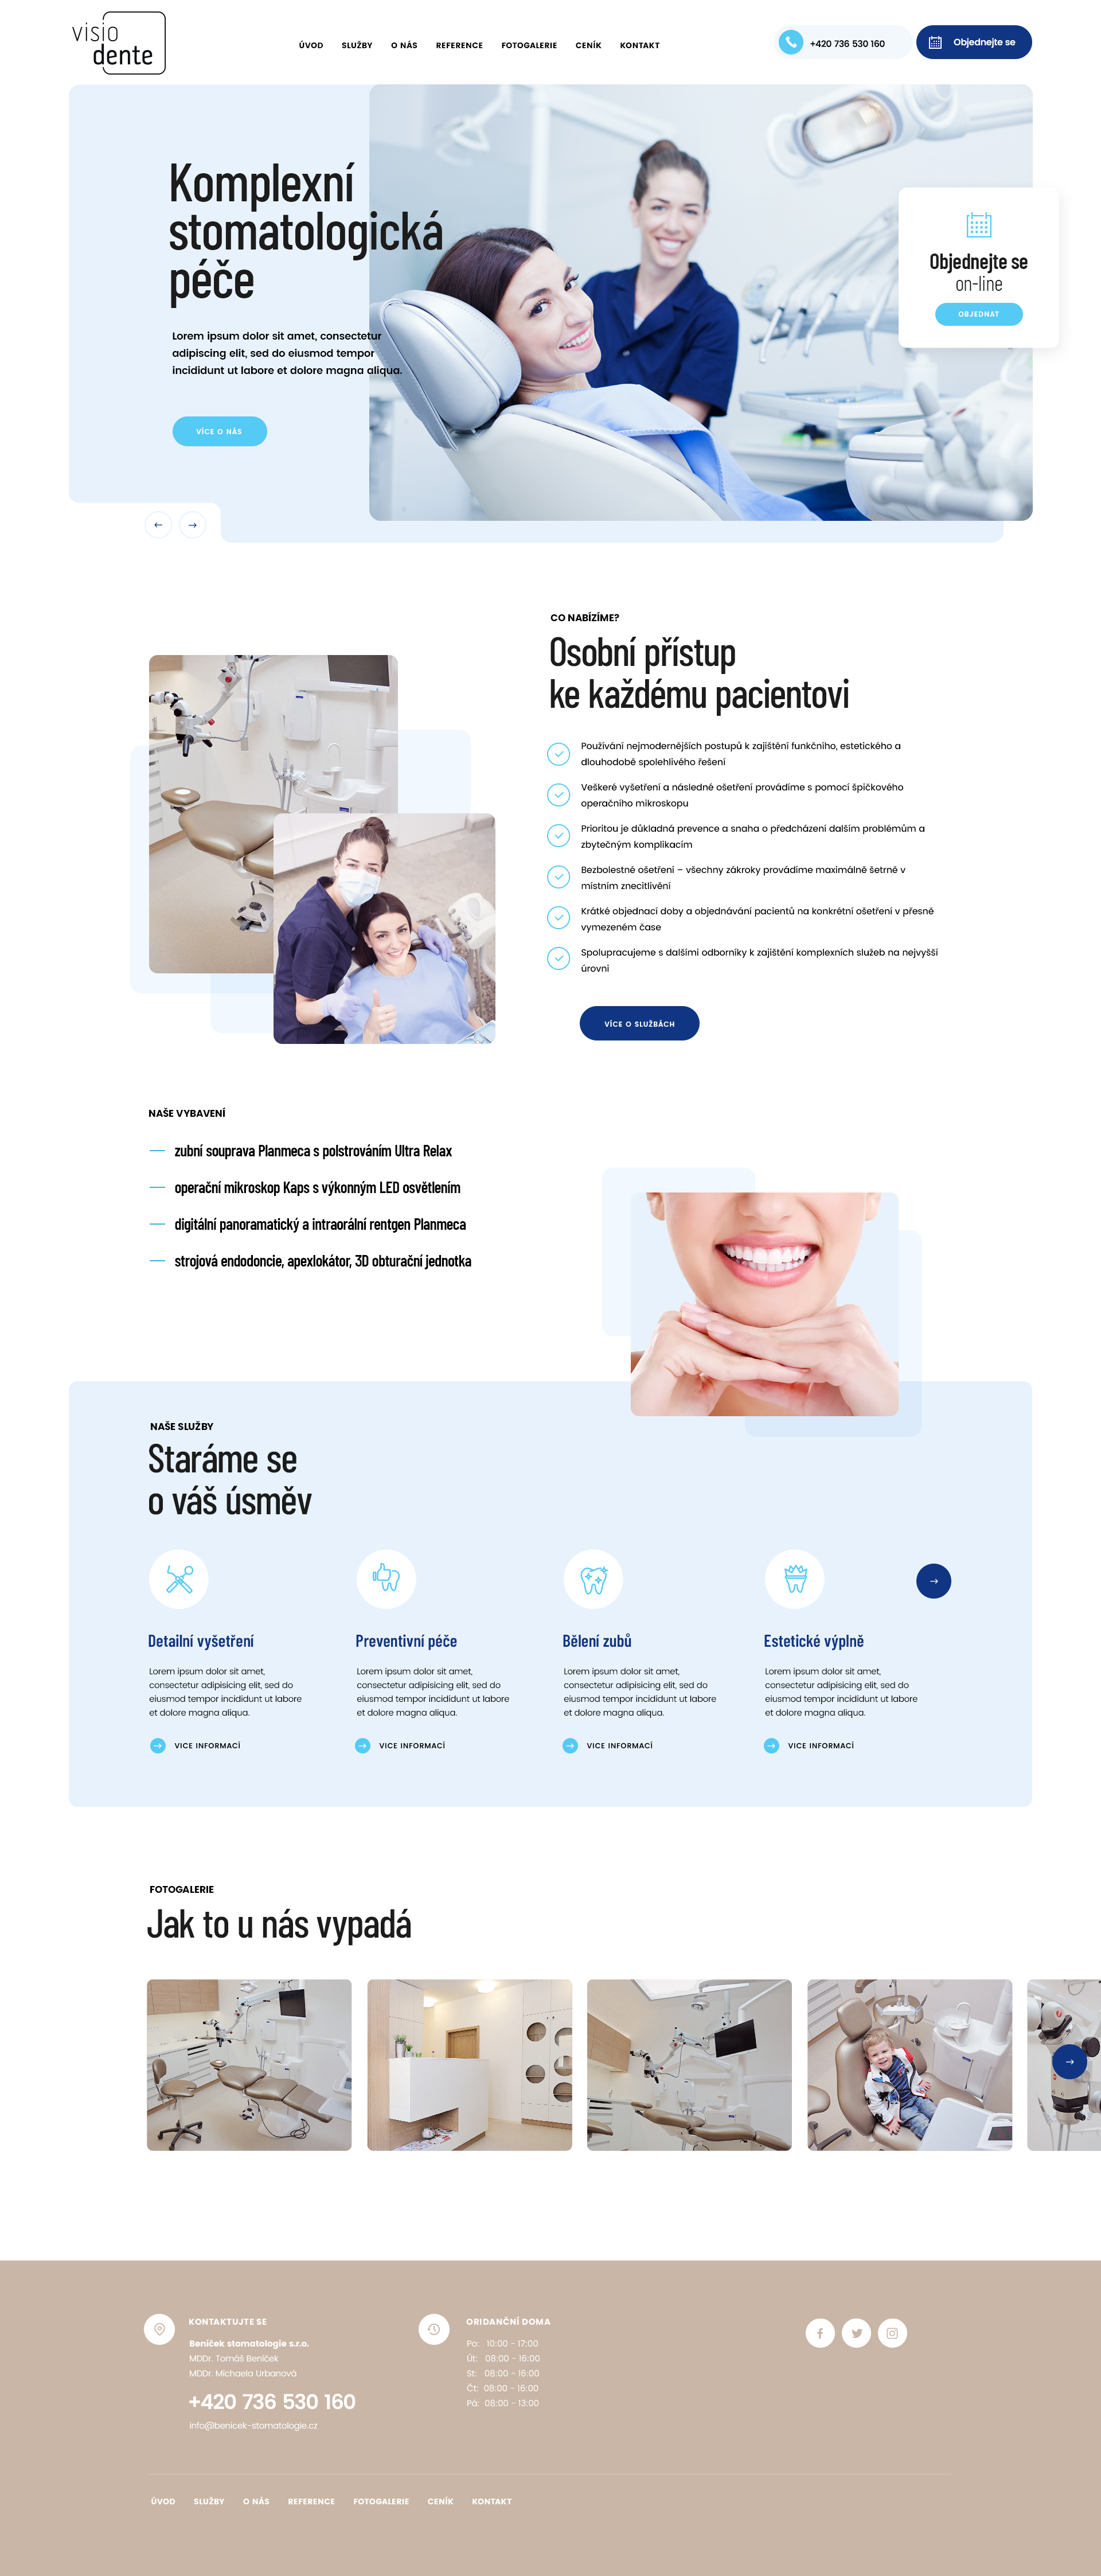 visio
dente
ÚVOD SLUŽBY O NÁS REFERENCE FOTOGALERIE CENÍK KONTAKT
+420 736 530 160
Objednejte se
Komplexní
stomatologická
péče
Lorem ipsum dolor sit amet, consectetur
adipiscing elit, sed do eiusmod tempor
incididunt ut labore et dolore magna aliqua.
VÍCE O NÁS
Objednejte se
on-line
OBJEDNAT
CO NABÍZÍME?
Osobní přístup
ke každému pacientovi
Používání nejmodernějších postupů k zajištění funkčního, estetického a
dlouhodobě spolehlivého řešení
Veškeré vyšetření a následné ošetření provádíme s pomocí špičkového
operačního mikroskopu
Prioritou je důkladná prevence a snaha o předcházení dalším problémům a
zbytečným komplikacím
Bezbolestné ošetření – všechny zákroky provádíme maximálně šetrně v
místním znecitlivění
Krátké objednací doby a objednávání pacientů na konkrétní ošetření v přesně
vymezeném čase
Spolupracujeme s dalšími odborníky k zajištění komplexních služeb na nejvyšší
úrovni
VÍCE O SLUŽBÁCH
NAŠE VYBAVENÍ
zubní souprava Planmeca s polstrováním Ultra Relax
operační mikroskop Kaps s výkonným LED osvětlením
digitální panoramatický a intraorální rentgen Planmeca
strojová endodoncie, apexlokátor, 3D obturační jednotka
NAŠE SLUŽBY
Staráme se
o váš úsměv
Detailní vyšetření
Lorem ipsum dolor sit amet,
consectetur adipisicing elit, sed do
eiusmod tempor incididunt ut labore
et dolore magna aliqua.
VICE INFORMACÍ
Preventivní péče
Lorem ipsum dolor sit amet,
consectetur adipisicing elit, sed do
eiusmod tempor incididunt ut labore
et dolore magna aliqua.
VICE INFORMACÍ
Bělení zubů
Lorem ipsum dolor sit amet,
consectetur adipisicing elit, sed do
eiusmod tempor incididunt ut labore
et dolore magna aliqua.
VICE INFORMACÍ
Estetické výplně
Lorem ipsum dolor sit amet,
consectetur adipisicing elit, sed do
eiusmod tempor incididunt ut labore
et dolore magna aliqua.
VICE INFORMACÍ
FOTOGALERIE
Jak to u nás vypadá
KONTAKTUJTE SE
Beníček stomatologie s.r.o.
MDDr. Tomáš Beníček
MDDr. Michaela Urbanová
+420 736 530 160
info@benicek-stomatologie.cz
ORIDANČNÍ DOMA
Po: 10:00 - 17:00
Út: 08:00 - 16:00
St: 08:00 - 16:00
Čt: 08:00 - 16:00
Pá: 08:00 - 13:00
ÚVOD SLUŽBY O NÁS REFERENCE FOTOGALERIE CENÍK KONTAKT